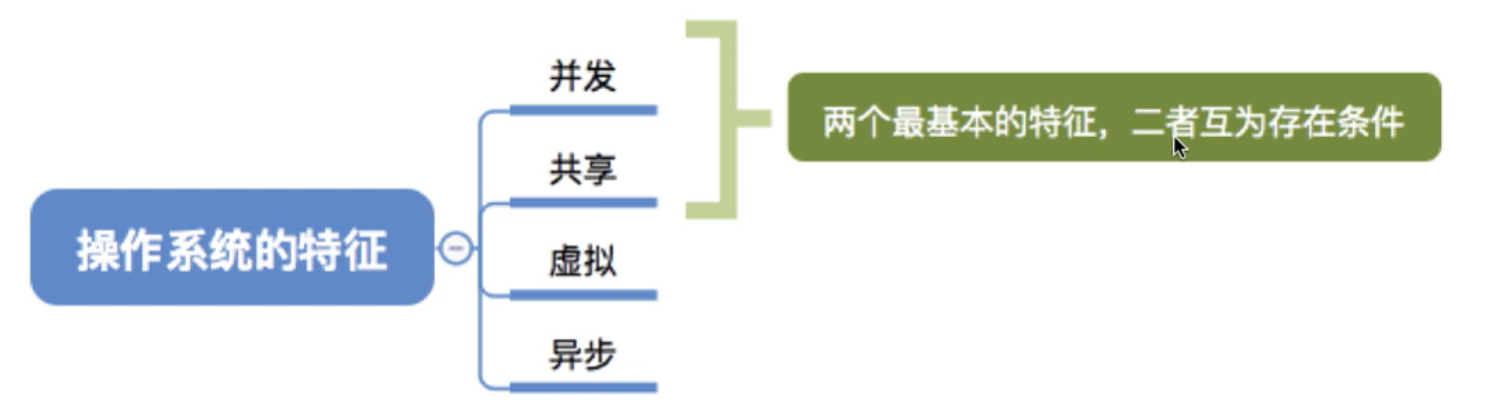 操作系统的特征
并发
共享
虚拟
异步
两个最基本的特征，二者互为存在条件